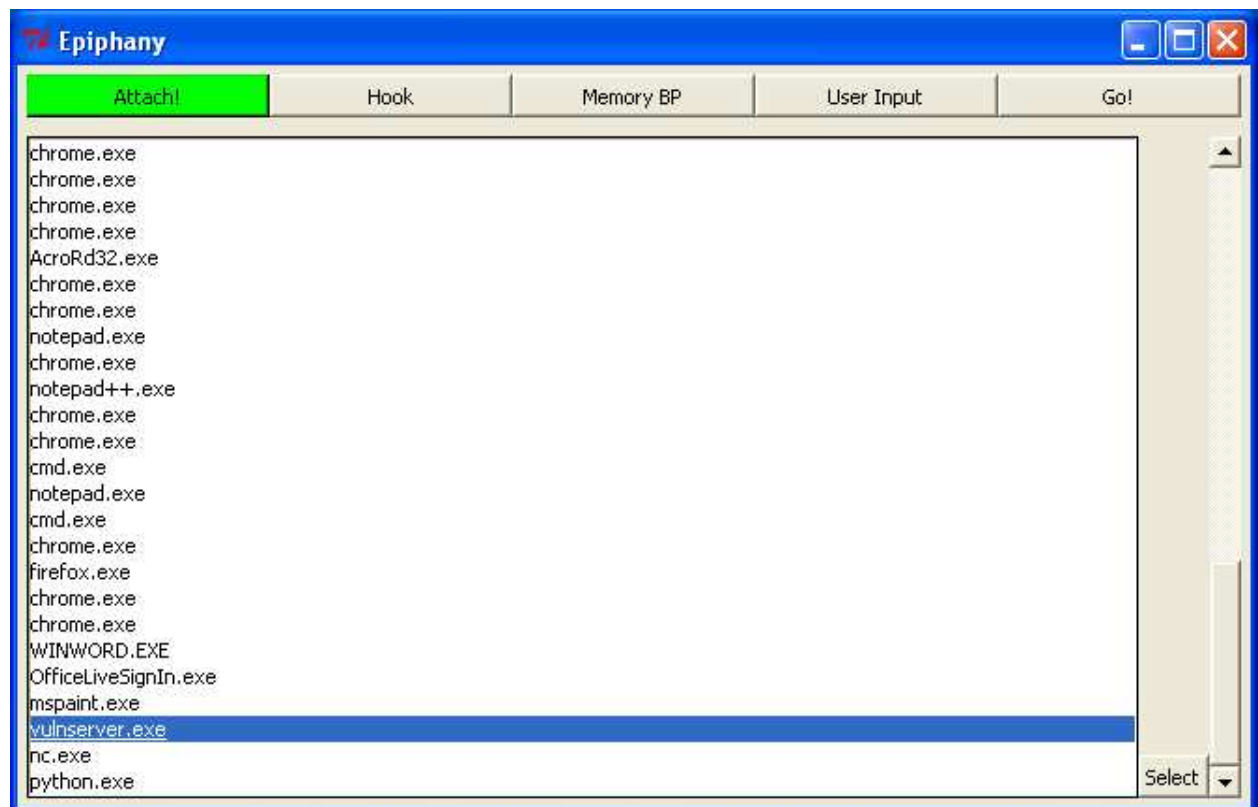 Epiphany
Attach! Hook Memory BP User Input Go!
chrome.exe
chrome.exe
chrome.exe
chrome.exe
AcroRd32.exe
chrome.exe
chrome.exe
notepad.exe
chrome.exe
notepad++.exe
chrome.exe
chrome.exe
cmd.exe
notepad.exe
cmd.exe
chrome.exe
firefox.exe
chrome.exe
chrome.exe
WINWORD.EXE
OfficeLiveSignIn.exe
mspaint.exe
vulnserver.exe
nc.exe
python.exe
Select